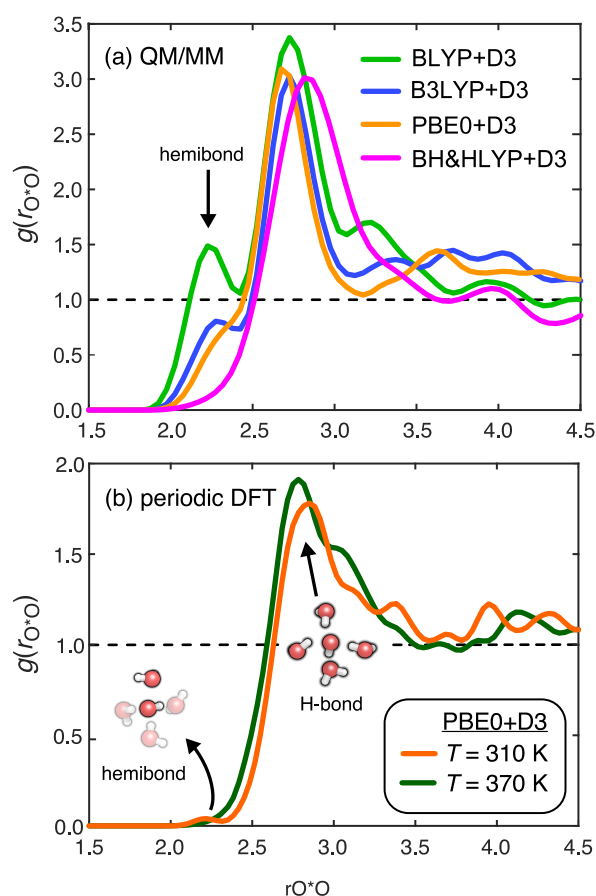 (a) QM/MM
BLYP+D3
B3LYP+D3
PBE0+D3
BH&HLYP+D3
hemibond
g(rO*O)
3.5
3.0
2.5
2.0
1.5
1.0
0.5
0.0
1.5 2.0 2.5 3.0 3.5 4.0 4.5
(b) periodic DFT
g(rO*O)
2.0
1.5
1.0
0.5
0.0
H-bond
hemibond
PBE0+D3
T = 310 K
T = 370 K
1.5 2.0 2.5 3.0 3.5 4.0 4.5
rO*O